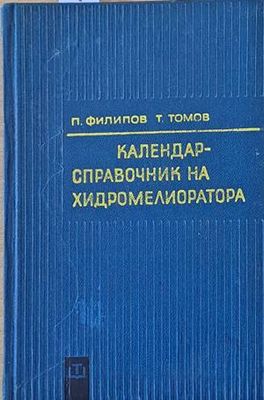 П. ФИЛИПОВ Т. ТОМОВ
КАЛЕНДАР-
СПРАВОЧНИК НА
ХИДРОМЕЛИОРАТОРА